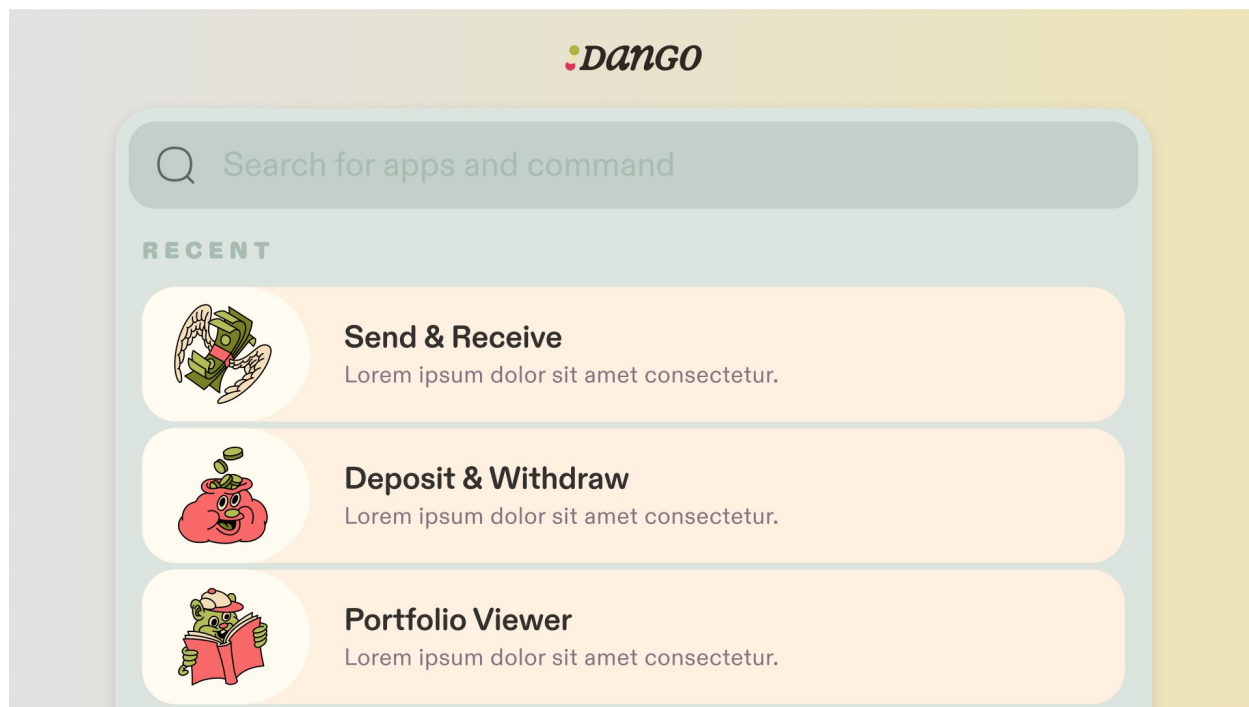 DANGO
Search for apps and command
RECENT
Send & Receive
Lorem ipsum dolor sit amet consectetur.
Deposit & Withdraw
Lorem ipsum dolor sit amet consectetur.
Portfolio Viewer
Lorem ipsum dolor sit amet consectetur.